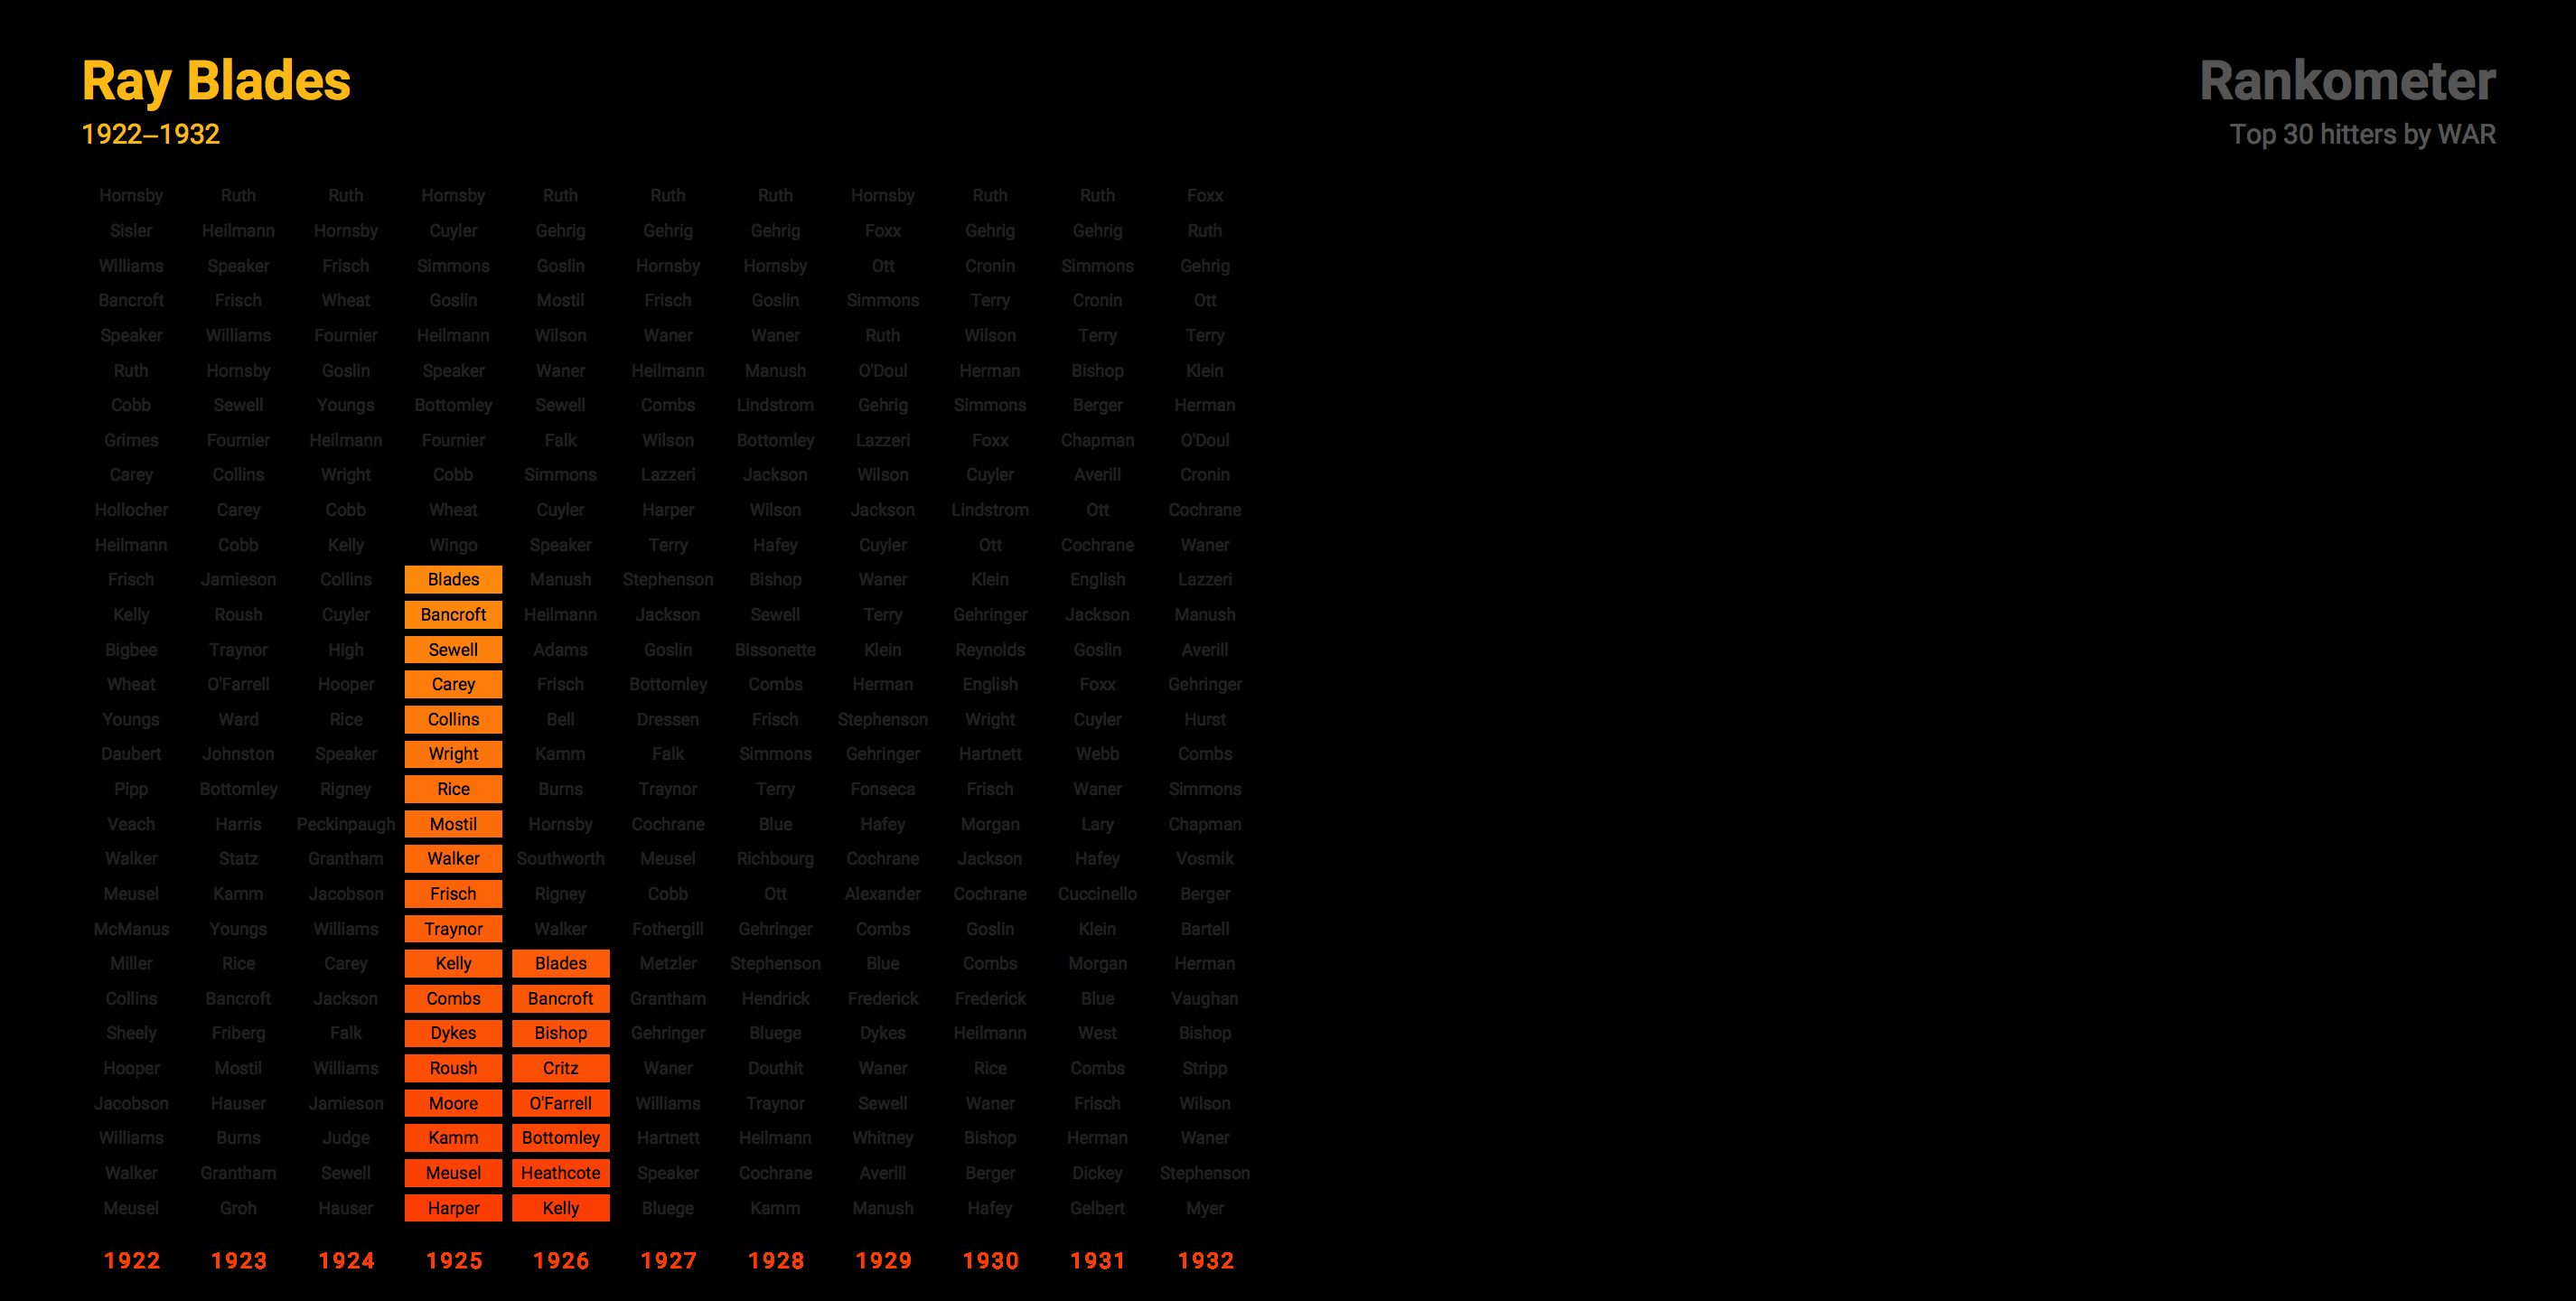 Ray Blades
1922–1932
Rankometer
Top 30 hitters by WAR
Hornsby Ruth Ruth Hornsby Ruth Ruth Ruth Hornsby Ruth Ruth Foxx
Sisler Heilmann Hornsby Cuyler Gehrig Gehrig Gehrig Foxx Gehrig Gehrig Ruth
Williams Speaker Frisch Simmons Goslin Hornsby Hornsby Ott Cronin Simmons Gehrig
Bancroft Frisch Wheat Goslin Mostil Frisch Goslin Simmons Terry Cronin Ott
Speaker Williams Fournier Heilmann Wilson Waner Waner Ruth Wilson Terry Terry
Ruth Hornsby Goslin Speaker Waner Heilmann Manush O'Doul Herman Bishop Klein
Cobb Sewell Youngs Bottomley Sewell Combs Lindstrom Gehrig Simmons Berger Herman
Grimes Fournier Heilmann Fournier Falk Wilson Bottomley Lazzeri Foxx Chapman O'Doul
Carey Collins Wright Cobb Simmons Lazzeri Jackson Wilson Cuyler Averill Cronin
Hollocher Carey Cobb Wheat Cuyler Harper Wilson Jackson Lindstrom Ott Cochrane
Heilmann Cobb Kelly Wingo Speaker Terry Hafey Cuyler Ott Cochrane Waner
Frisch Jamieson Collins Blades Manush Stephenson Bishop Waner Klein English Lazzeri
Kelly Roush Cuyler Bancroft Heilmann Jackson Sewell Terry Gehringer Jackson Manush
Bigbee Traynor High Sewell Adams Goslin Bissonette Klein Reynolds Goslin Averill
Wheat O'Farrell Hooper Carey Frisch Bottomley Combs Herman English Foxx Gehringer
Youngs Ward Rice Collins Bell Dressen Frisch Stephenson Wright Cuyler Hurst
Daubert Johnston Speaker Wright Kamm Falk Simmons Gehringer Hartnett Webb Combs
Pipp Bottomley Rigney Rice Burns Traynor Terry Fonseca Frisch Waner Simmons
Veach Harris Peckinpaugh Mostil Hornsby Cochrane Blue Hafey Morgan Lary Chapman
Walker Statz Grantham Walker Southworth Meusel Richbourg Cochrane Jackson Hafey Vosmik
Meusel Kamm Jacobson Frisch Rigney Cobb Ott Alexander Cochrane Cuccinello Berger
McManus Youngs Williams Traynor Walker Fothergill Gehringer Combs Goslin Klein Bartell
Miller Rice Carey Kelly Blades Metzler Stephenson Blue Combs Morgan Herman
Collins Bancroft Jackson Combs Bancroft Grantham Hendrick Frederick Frederick Blue Vaughan
Sheely Friberg Falk Dykes Bishop Gehringer Bluege Dykes Heilmann West Bishop
Hooper Mostil Williams Roush Critz Waner Douthit Waner Rice Combs Stripp
Jacobson Hauser Jamieson Moore O'Farrell Williams Traynor Sewell Waner Frisch Wilson
Williams Burns Judge Kamm Bottomley Hartnett Heilmann Whitney Bishop Herman Waner
Walker Grantham Sewell Meusel Heathcote Speaker Cochrane Averill Berger Dickey Stephenson
Meusel Groh Hauser Harper Kelly Bluege Kamm Manush Hafey Gelbert Myer
1922 1923 1924 1925 1926 1927 1928 1929 1930 1931 1932